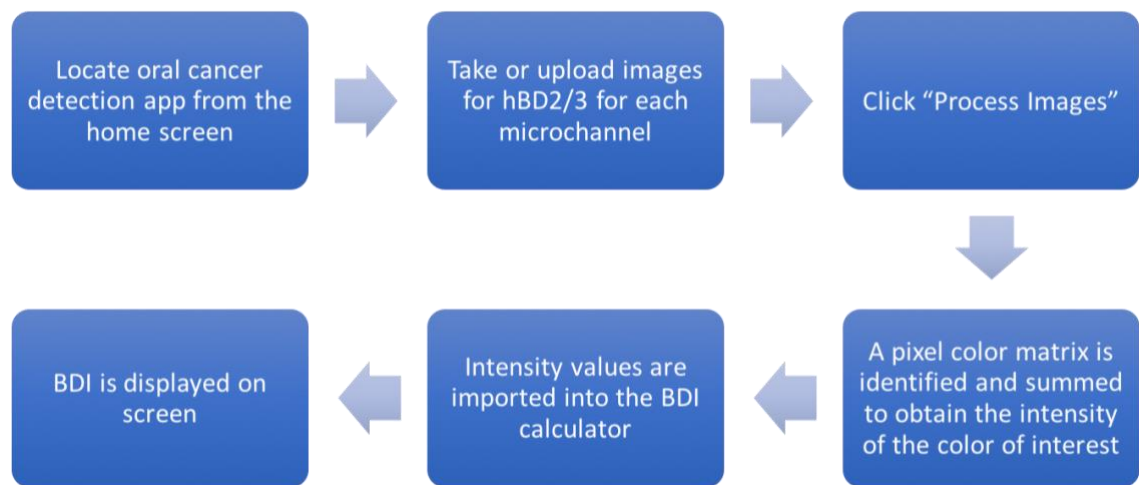 Locate oral cancer
detection app from the
home screen
Take or upload images
for hBD2/3 for each
microchannel
Click “Process Images”
A pixel color matrix is
identified and summed
to obtain the intensity
of the color of interest
Intensity values are
imported into the BDI
calculator
BDI is displayed on
screen